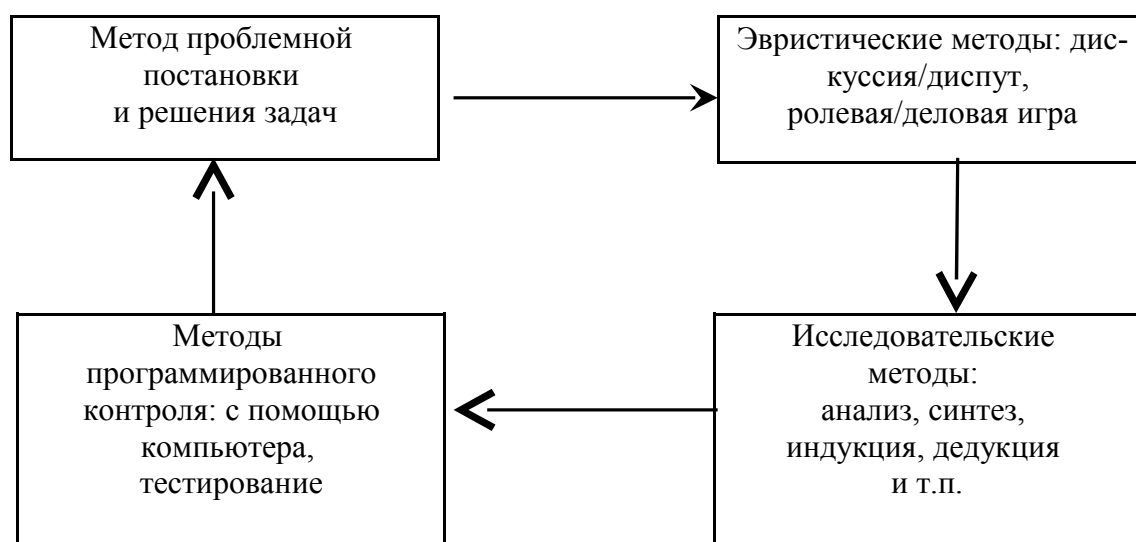 Метод проблемной
постановки
и решения задач
Эвристические методы: дис-
куссия/диспут,
ролевая/деловая игра
Методы
программированного
контроля: с помощью
компьютера,
тестирование
Исследовательские
методы:
анализ, синтез,
индукция, дедукция
и т.п.